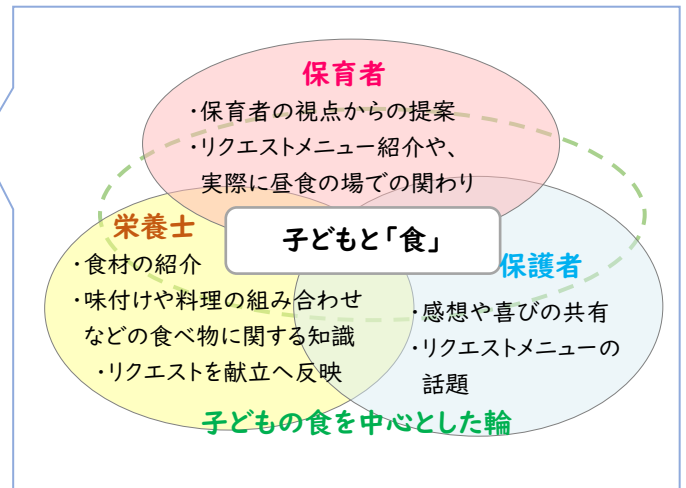 保育者
・保育者の視点からの提案
・リクエストメニュー紹介や、
実際に昼食の場での関わり
子どもと「食」
栄養士
・食材の紹介
・味付けや料理の組み合わせ
などの食べ物に関する知識
・リクエストを献立へ反映
保護者
・感想や喜びの共有
・リクエストメニューの
話題
子どもの食を中心とした輪